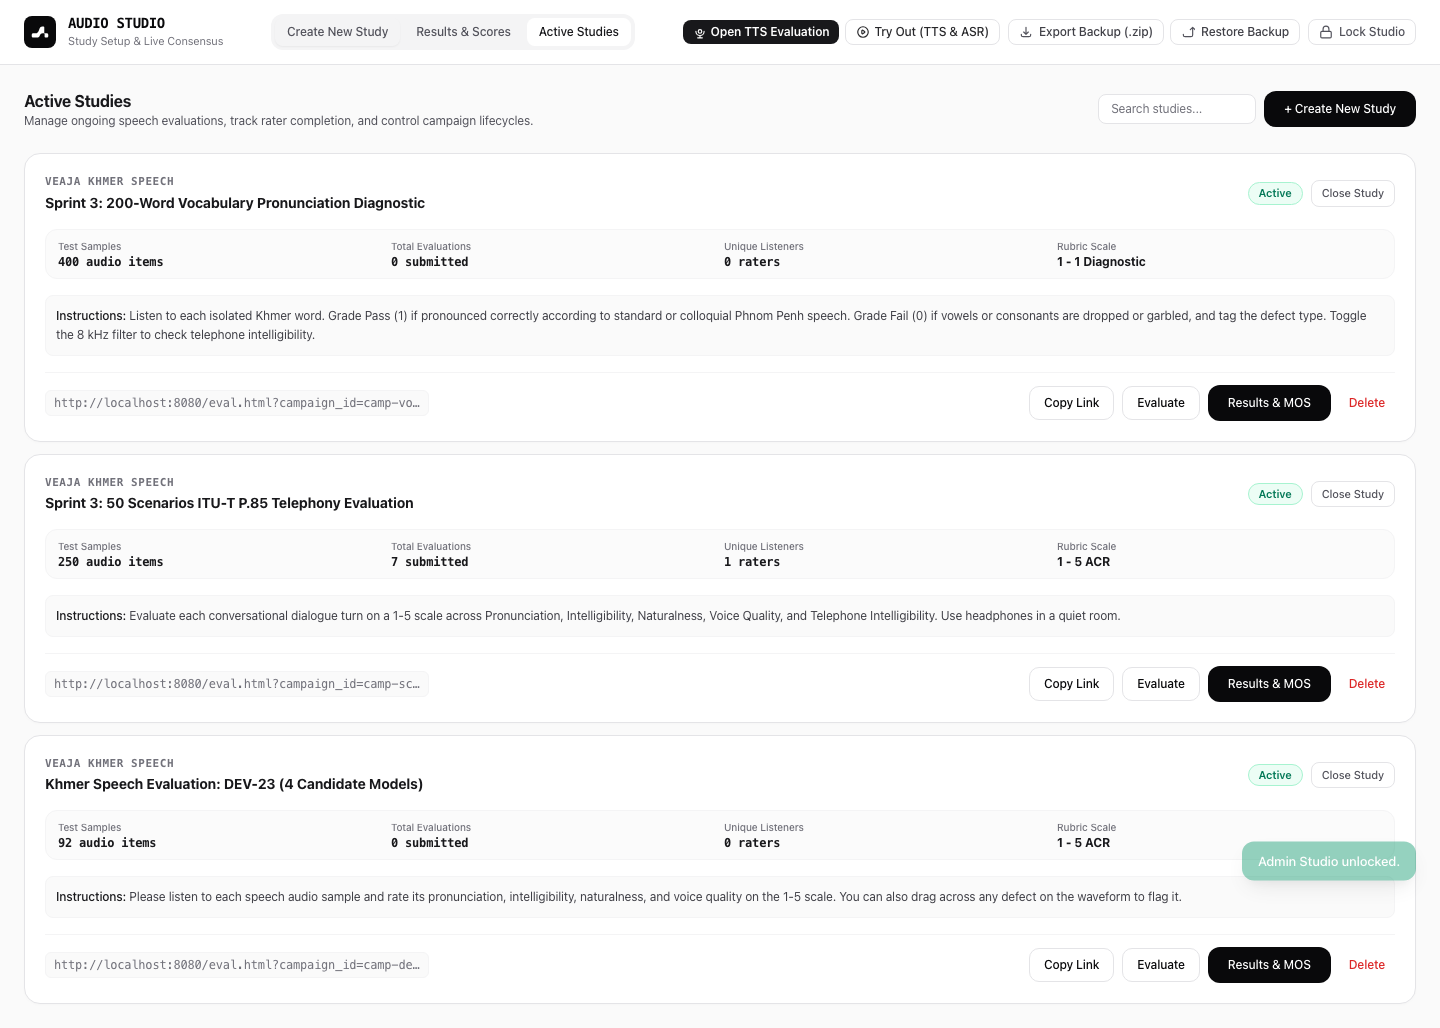 AUDIO STUDIO
Study Setup & Live Consensus
Create New Study
Results & Scores
Active Studies
Open TTS Evaluation
Try Out (TTS & ASR)
Export Backup (.zip)
Restore Backup
Lock Studio
Active Studies
Manage ongoing speech evaluations, track rater completion, and control campaign lifecycles.
Search studies...
+ Create New Study
VEAJA KHMER SPEECH
Sprint 3: 200-Word Vocabulary Pronunciation Diagnostic
Active
Close Study
Test Samples
400 audio items
Total Evaluations
0 submitted
Unique Listeners
0 raters
Rubric Scale
1 - 1 Diagnostic
Instructions: Listen to each isolated Khmer word. Grade Pass (1) if pronounced correctly according to standard or colloquial Phnom Penh speech. Grade Fail (0) if vowels or consonants are dropped or garbled, and tag the defect type. Toggle
the 8 kHz filter to check telephone intelligibility.
http://localhost:8080/eval.html?campaign_id=camp-vo…
Copy Link
Evaluate
Results & MOS
Delete
VEAJA KHMER SPEECH
Sprint 3: 50 Scenarios ITU-T P.85 Telephony Evaluation
Active
Close Study
Test Samples
250 audio items
Total Evaluations
7 submitted
Unique Listeners
1 raters
Rubric Scale
1 - 5 ACR
Instructions: Evaluate each conversational dialogue turn on a 1-5 scale across Pronunciation, Intelligibility, Naturalness, Voice Quality, and Telephone Intelligibility. Use headphones in a quiet room.
http://localhost:8080/eval.html?campaign_id=camp-sc…
Copy Link
Evaluate
Results & MOS
Delete
VEAJA KHMER SPEECH
Khmer Speech Evaluation: DEV-23 (4 Candidate Models)
Active
Close Study
Test Samples
92 audio items
Total Evaluations
0 submitted
Unique Listeners
0 raters
Rubric Scale
1 - 5 ACR
Admin Studio unlocked.
Instructions: Please listen to each speech audio sample and rate its pronunciation, intelligibility, naturalness, and voice quality on the 1-5 scale. You can also drag across any defect on the waveform to flag it.
http://localhost:8080/eval.html?campaign_id=camp-de…
Copy Link
Evaluate
Results & MOS
Delete